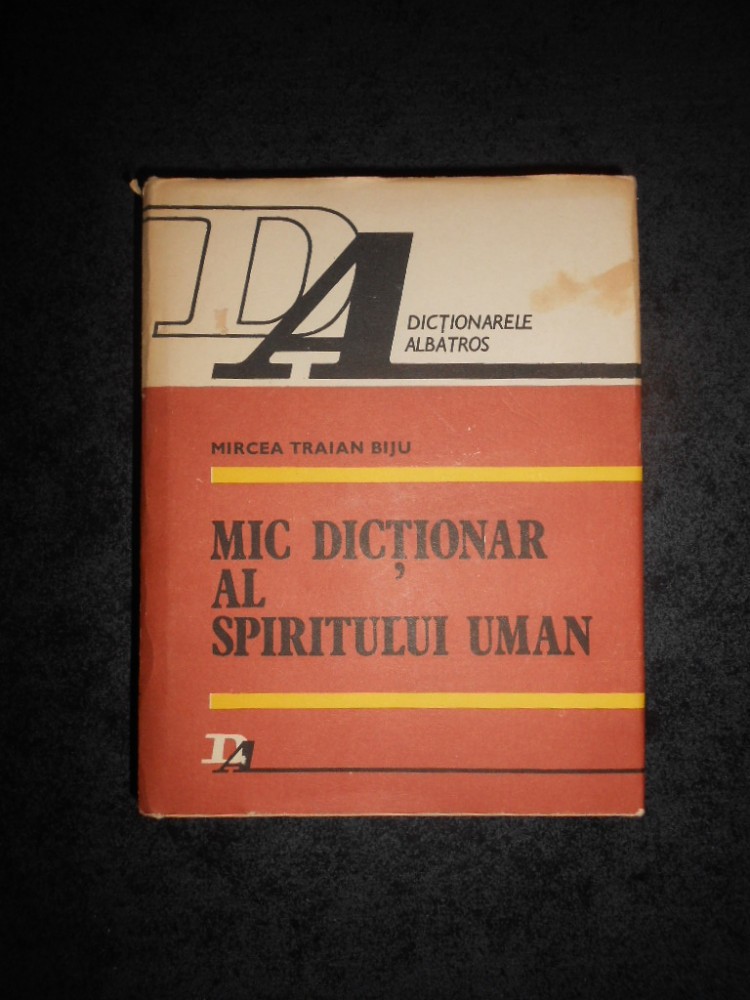 DA
DICȚIONARELE
ALBATROS
MIRCEA TRAIAN BIJU
MIC DICȚIONAR
AL
SPIRITULUI UMAN
DA